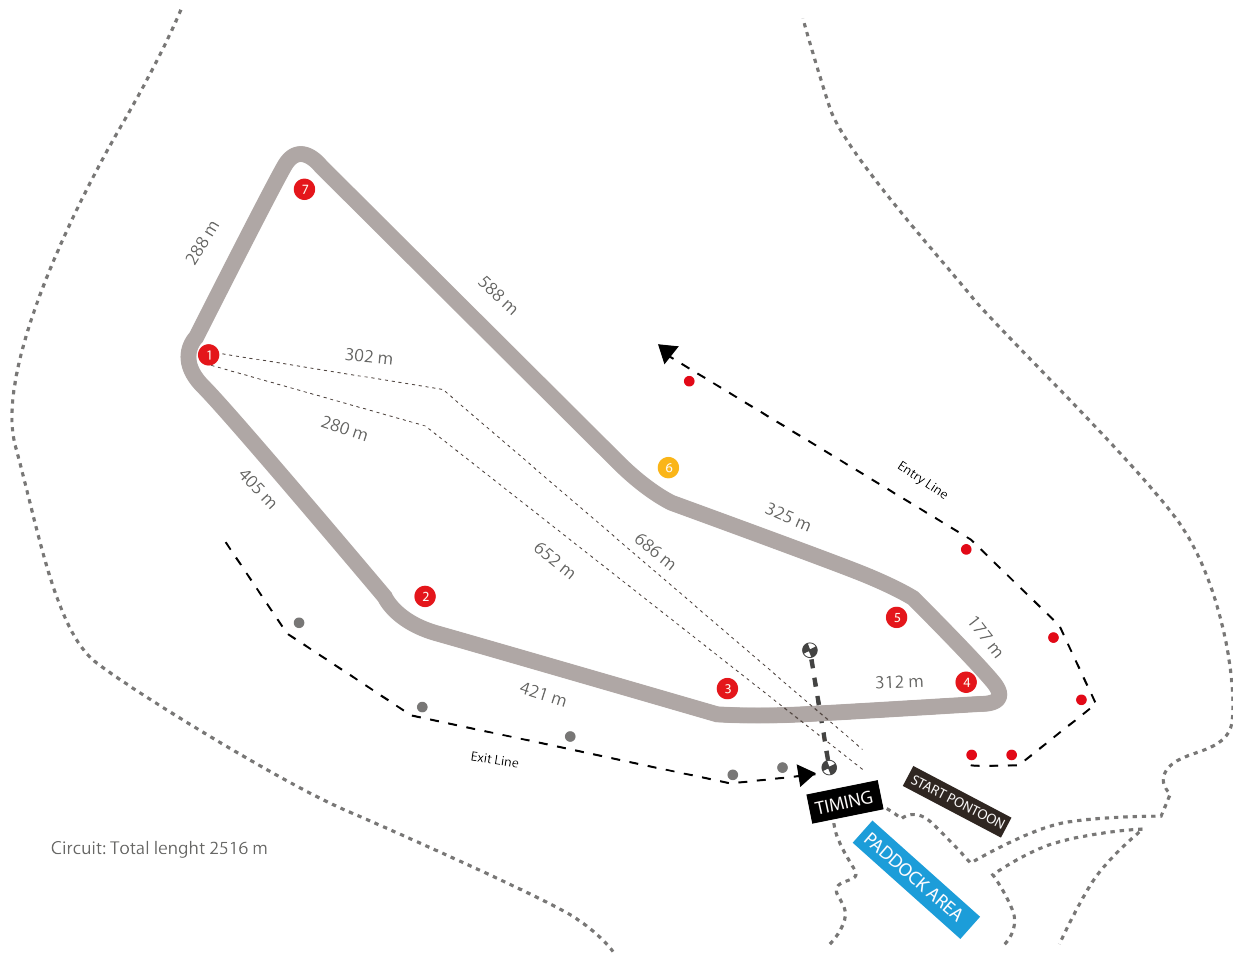 7
288 m
588 m
1
302 m
280 m
6
Entry Line
405 m
325 m
686 m
652 m
2
5
177 m
3
312 m
4
421 m
Exit Line
TIMING
START PONTOON
PADDOCK AREA
Circuit: Total lenght 2516 m